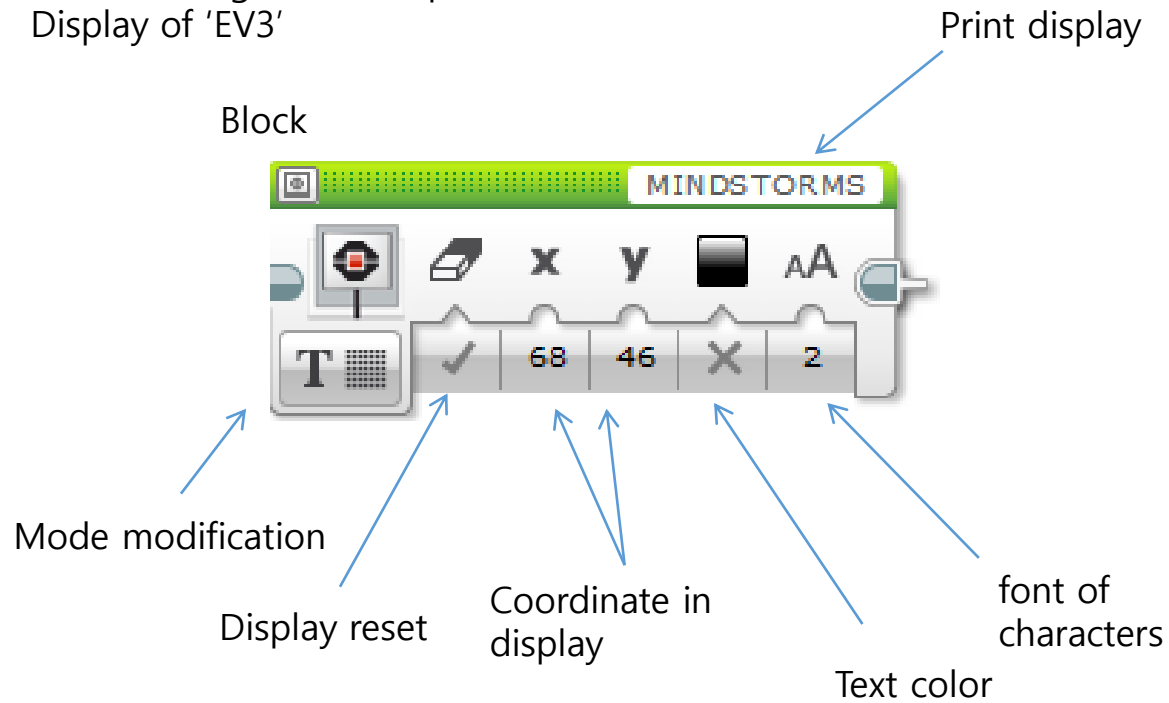 Display of ‘EV3’
Print display
Block
MINDSTORMS
x y AA
T 68 46 2
Mode modification
Display reset
Coordinate in
display
Text color
font of
characters